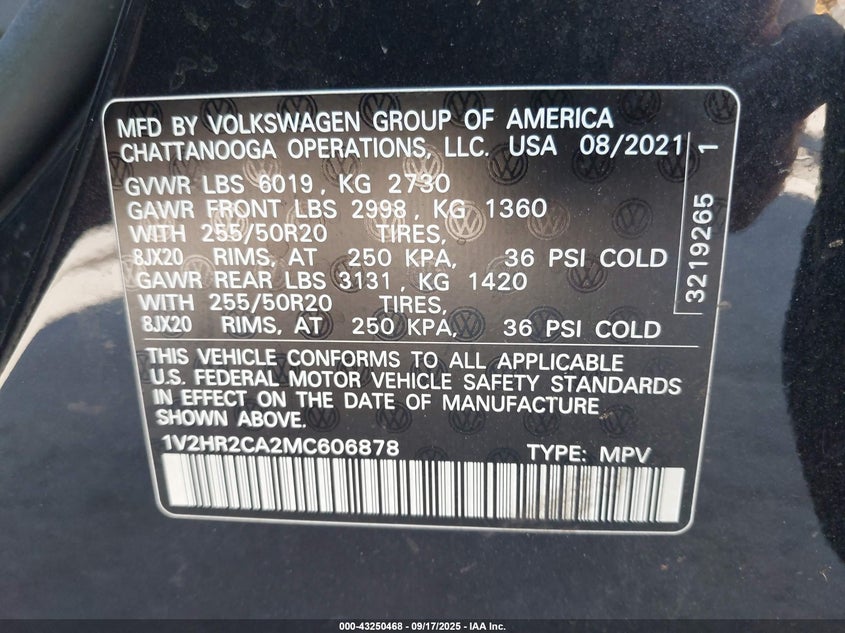 MFD BY VOLKSWAGEN GROUP OF AMERICA
CHATTANOOGA OPERATIONS, LLC. USA 08/2021 1
GVWR LBS 6019, KG 2730
GAWR FRONT LBS 2998, KG 1360
WITH 255/50R20 TIRES,
8JX20 RIMS, AT 250 KPA, 36 PSI COLD
GAWR REAR LBS 3131, KG 1420
WITH 255/50R20 TIRES,
8JX20 RIMS, AT 250 KPA, 36 PSI COLD
3219265
THIS VEHICLE CONFORMS TO ALL APPLICABLE
U.S. FEDERAL MOTOR VEHICLE SAFETY STANDARDS
IN EFFECT ON THE DATE OF MANUFACTURE
SHOWN ABOVE.
1V2HR2CA2MC606878 TYPE: MPV
000-43250468 - 09/17/2025 - IAA Inc.